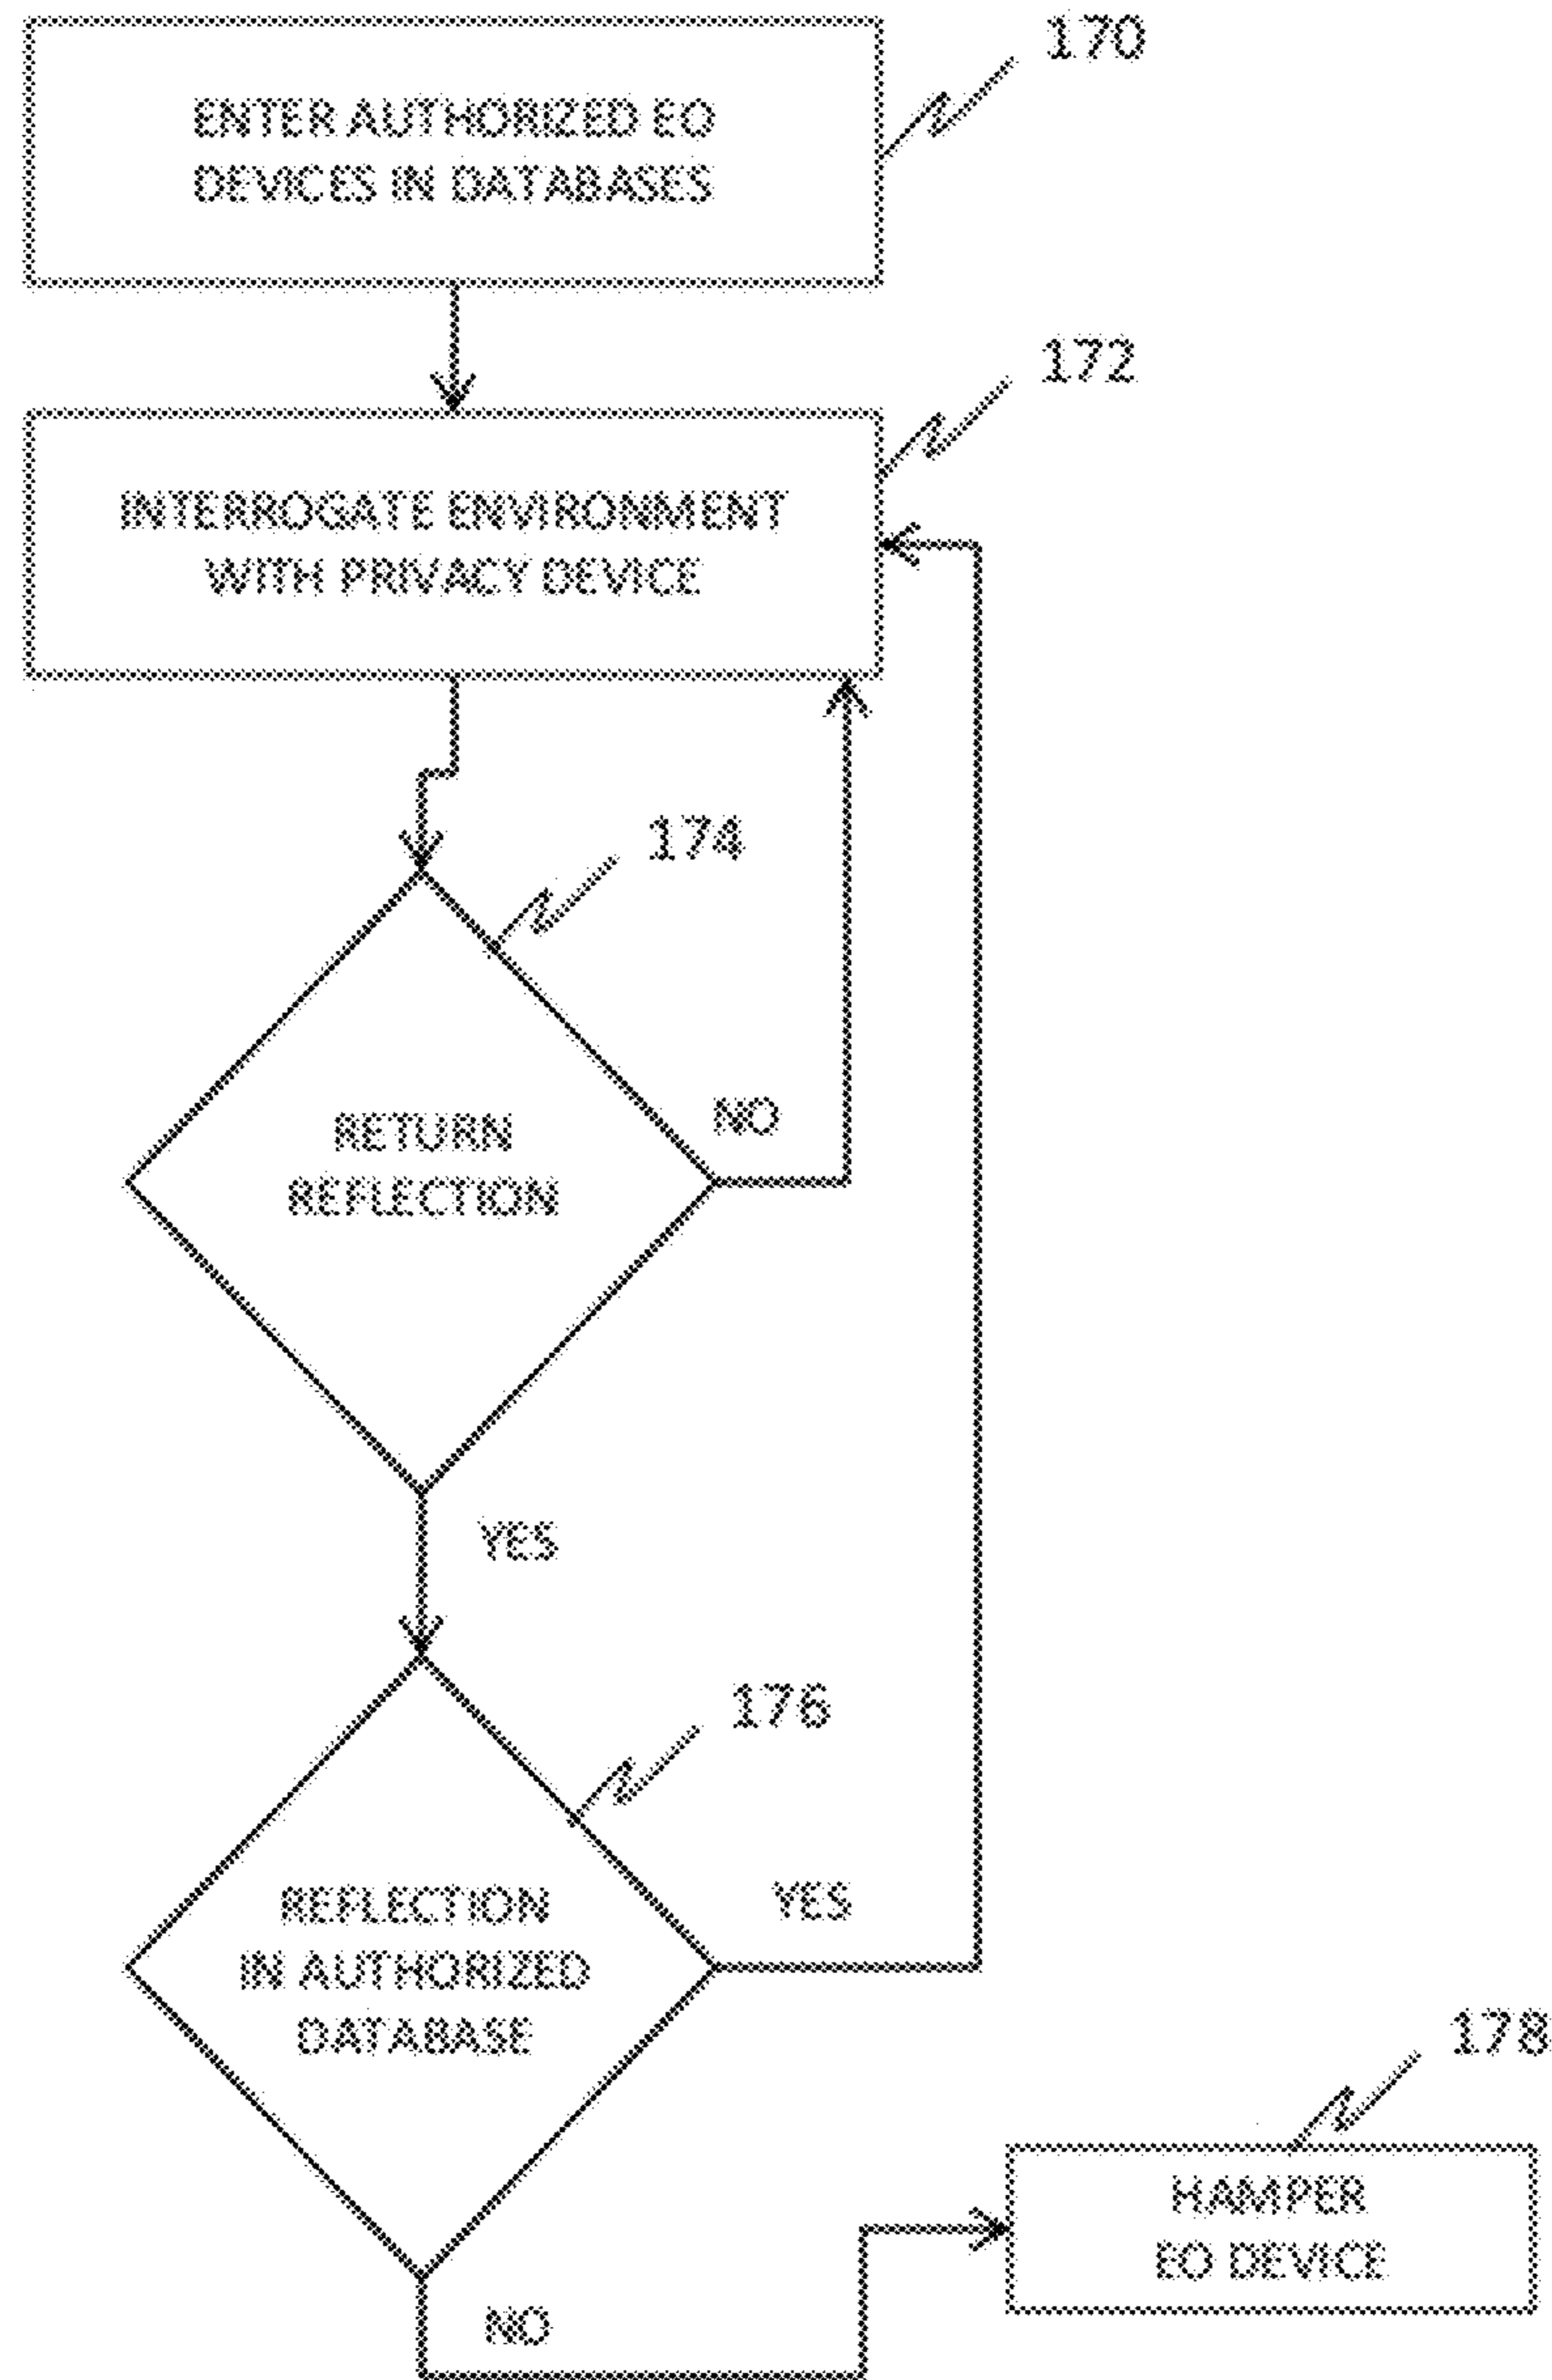 170
ENTER AUTHORIZED EO
DEVICES IN DATABASES
172
INTERROGATE ENVIRONMENT
WITH PRIVACY DEVICE
174
RETURN
REFLECTION
NO
YES
176
REFLECTION
IN AUTHORIZED
DATABASE
YES
NO
178
HAMPER
EO DEVICE